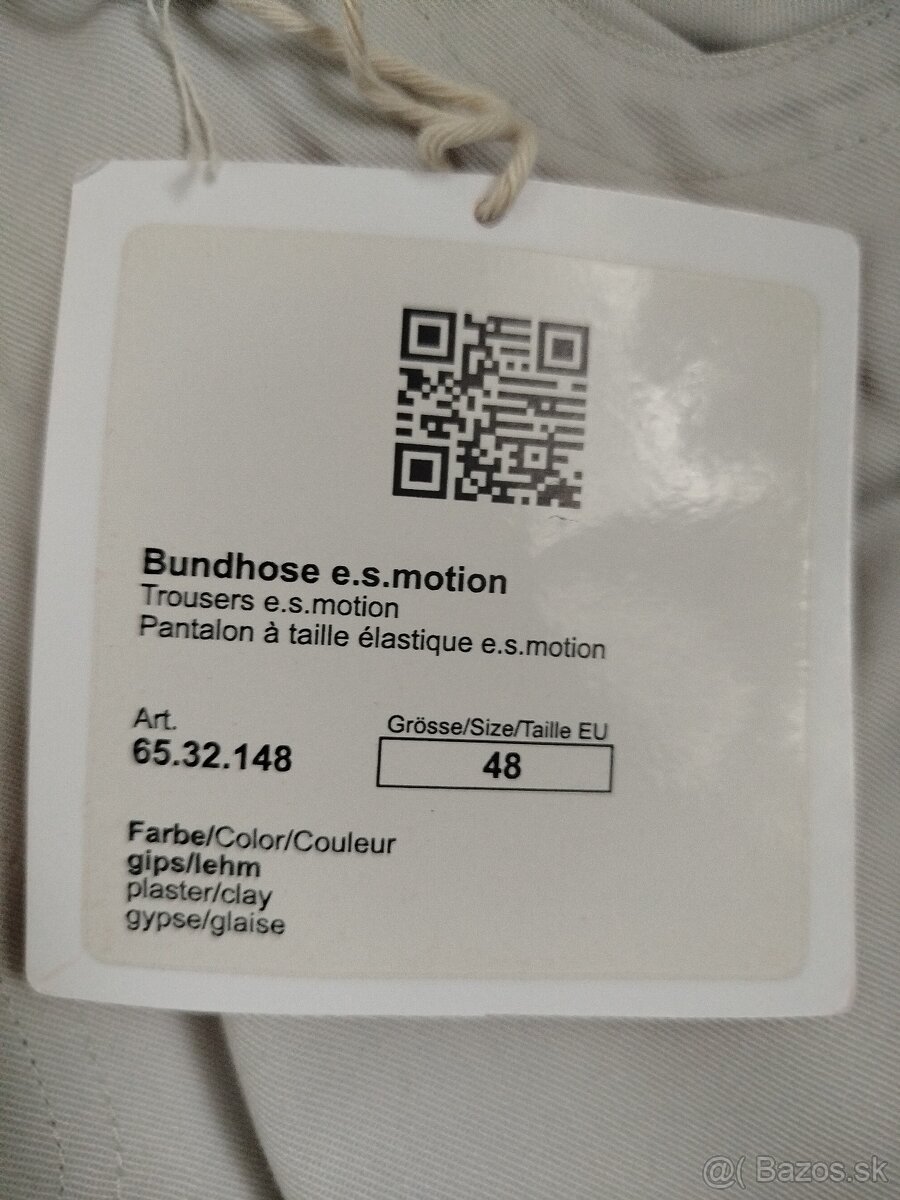 Bundhose e.s.motion
Trousers e.s.motion
Pantalon à taille élastique e.s.motion
Art.
65.32.148
Grösse/Size/Taille EU
48
Farbe/Color/Couleur
gips/lehm
plaster/clay
gypse/glaise
@( Bazos.sk